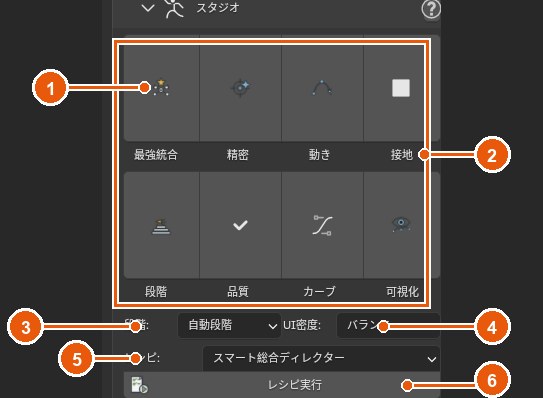 スタジオ ?
1
最強統合 精密 動き 接地
2
段階 品質 カーブ 可視化
3 階: 自動段階 UI密度: バラン 4
5 ピ: スマート総合ディレクター
レシピ実行 6